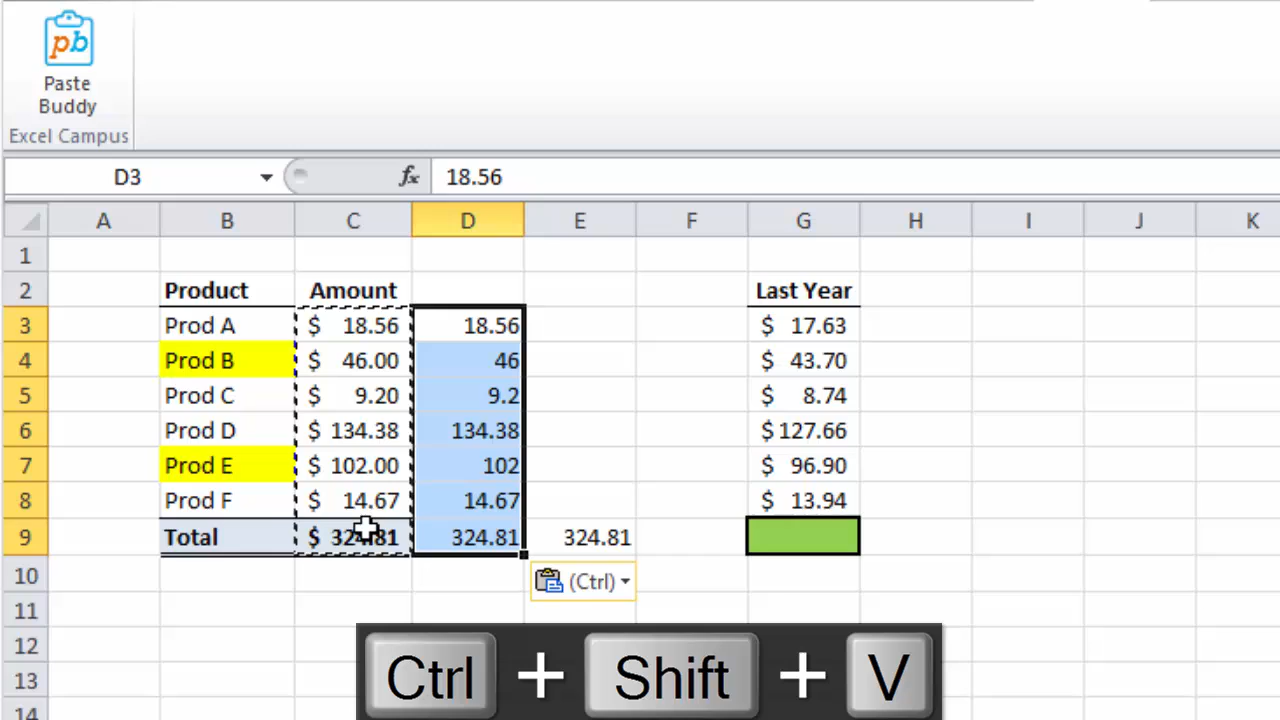 pb
Paste
Buddy
Excel Campus
D3 fx 18.56
A B C D E F G H I J K
1
2 Product Amount Last Year
3 Prod A $ 18.56 18.56 $ 17.63
4 Prod B $ 46.00 46 $ 43.70
5 Prod C $ 9.20 9.2 $ 8.74
6 Prod D $ 134.38 134.38 $ 127.66
7 Prod E $ 102.00 102 $ 96.90
8 Prod F $ 14.67 14.67 $ 13.94
9 Total $ 324.81 324.81 324.81
10 (Ctrl)
11
12
13
14
Ctrl + Shift + V